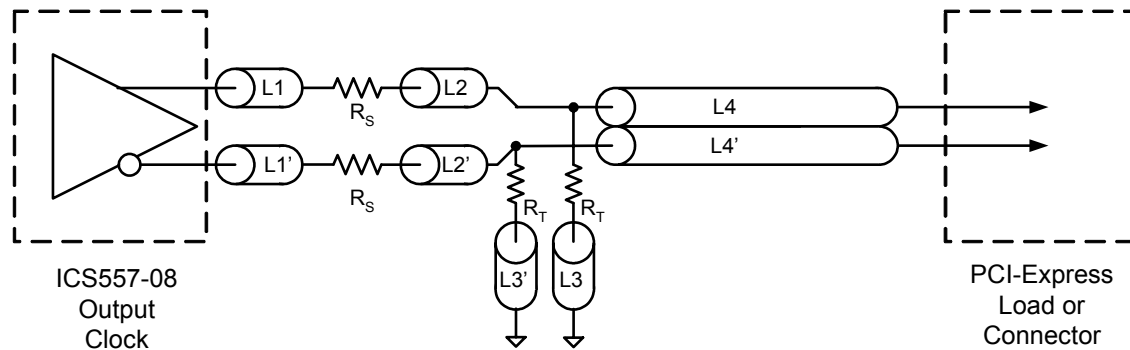 L1
R_S
L2
L4
L1’
R_S
L2’
L4’
R_T
R_T
L3’
L3
ICS557-08
Output
Clock
PCI-Express
Load or
Connector